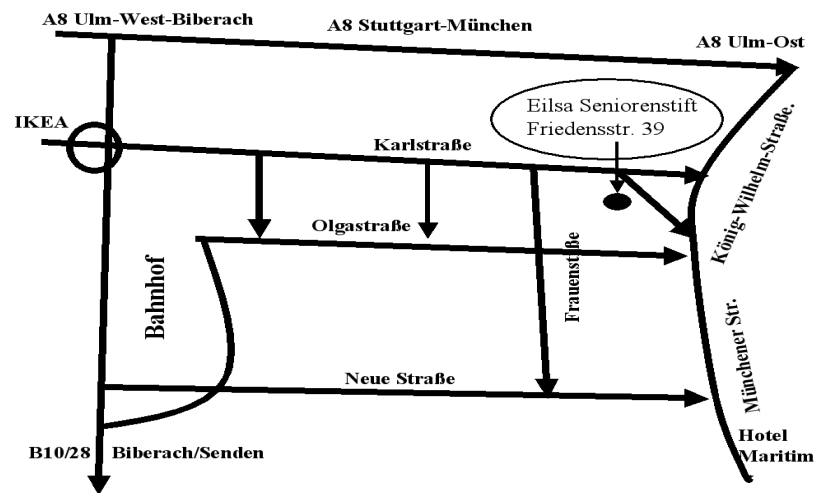 A8 Ulm-West-Biberach
A8 Stuttgart-München
A8 Ulm-Ost
Eilsa Seniorenstift
Friedensstr. 39
IKEA
Karlstraße
König-Wilhelm-Straße.
Olgastraße
Bahnhof
Frauenstiße
Münchener Str.
Neue Straße
Hotel
Maritim
B10/28
Biberach/Senden